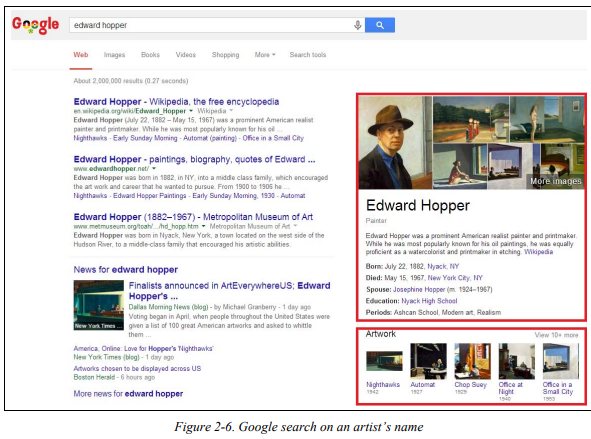 Google
edward hopper
Web Images Books Videos Shopping More Search tools
About 2,000,000 results (0.27 seconds)
Edward Hopper - Wikipedia, the free encyclopedia
en.wikipedia.org/wiki/Edward_Hopper Wikipedia
Edward Hopper (July 22, 1882 – May 15, 1967) was a prominent American realist
painter and printmaker. While he was most popularly known for his oil ...
Nighthawks - Early Sunday Morning - Automat (painting) - Office in a Small City
Edward Hopper - paintings, biography, quotes of Edward ...
www.edwardhopper.net/
Edward Hopper was born in 1882, in NY, into a middle class family, which encouraged
the art work and career that he wanted to pursue. From 1900 to 1906 he ...
Nighthawks - Edward Hopper Paintings - Early Sunday Morning, 1930 - Automat
Edward Hopper (1882–1967) - Metropolitan Museum of Art
www.metmuseum.org/toah/.../hd_hopp.htm Metropolitan Museum of Art
Edward Hopper was born in Nyack, New York, a town located on the west side of the
Hudson River, to a middle-class family that encouraged his artistic abilities.
News for edward hopper
Finalists announced in ArtEverywhereUS; Edward
Hopper's ...
Dallas Morning News (blog) - by Michael Granberry - 1 day ago
Voting began in April, when people throughout the United States were
given a list of 100 great American artworks and asked to whittle
them ...
New York Times ...
America, Online: Love for Hopper's 'Nighthawks'
New York Times (blog) - 1 day ago
Artworks chosen to be displayed across US
Boston Herald - 6 hours ago
More news for edward hopper
More images
Edward Hopper
Painter
Edward Hopper was a prominent American realist painter and printmaker.
While he was most popularly known for his oil paintings, he was equally
proficient as a watercolorist and printmaker in etching. Wikipedia
Born: July 22, 1882, Nyack, NY
Died: May 15, 1967, New York City, NY
Spouse: Josephine Hopper (m. 1924–1967)
Education: Nyack High School
Periods: Ashcan School, Modern art, Realism
Artwork View 10+ more
Nighthawks Automat Chop Suey Office at Office in a
Night Small City
1942 1927 1929 1940 1953
Figure 2-6. Google search on an artist's name